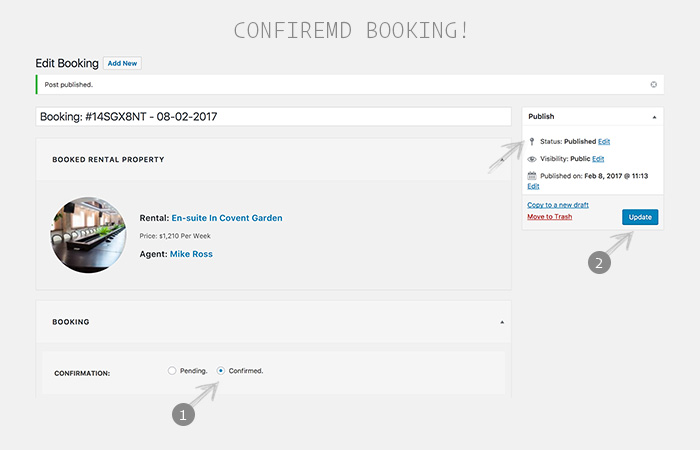 CONFIREMD BOOKING!
Edit Booking Add New
Post published.
Booking: #14SGX8NT - 08-02-2017
BOOKED RENTAL PROPERTY
Rental: En-suite In Covent Garden
Price: $1,210 Per Week
Agent: Mike Ross
BOOKING
CONFIRMATION: Pending. Confirmed.
1
Publish
Status: Published Edit
Visibility: Public Edit
Published on: Feb 8, 2017 @ 11:13
Edit
Copy to a new draft
Move to Trash Update
2